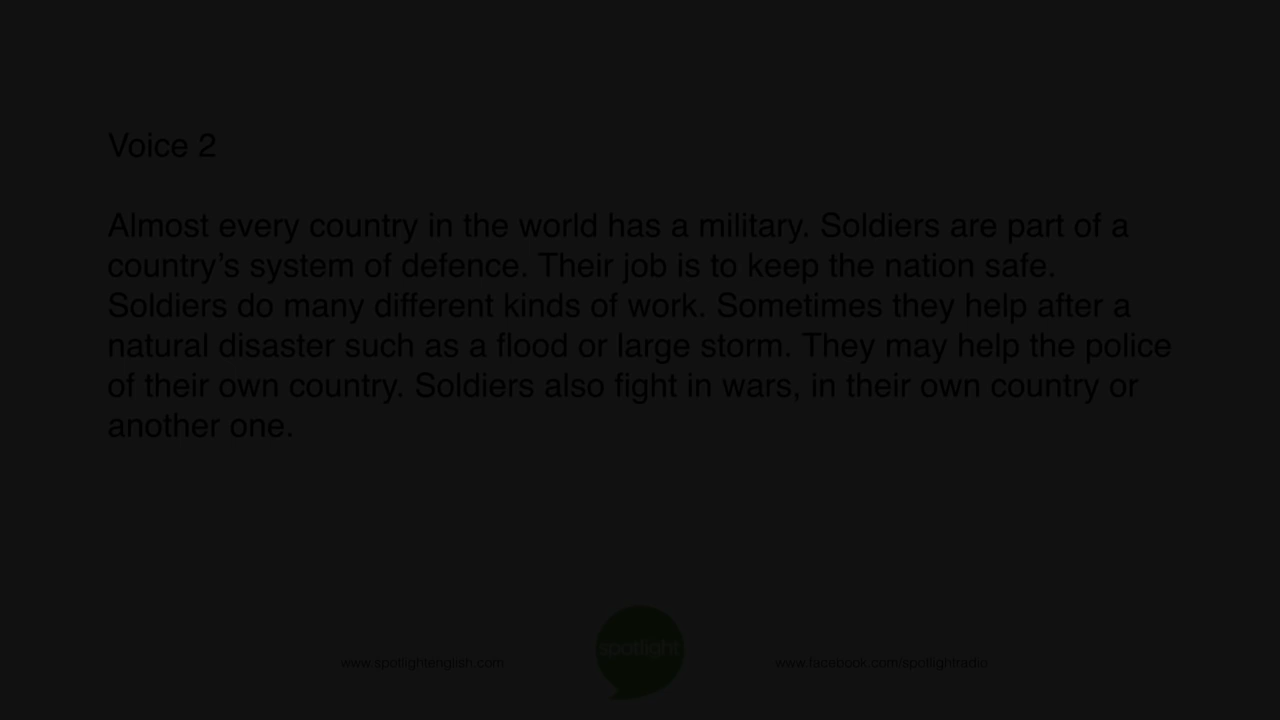 Voice 2
Almost every country in the world has a military. Soldiers are part of a
country’s system of defence. Their job is to keep the nation safe.
Soldiers do many different kinds of work. Sometimes they help after a
natural disaster such as a flood or large storm. They may help the police
of their own country. Soldiers also fight in wars, in their own country or
another one.
spotlight
www.spotlightenglish.com
www.facebook.com/spotlightradio